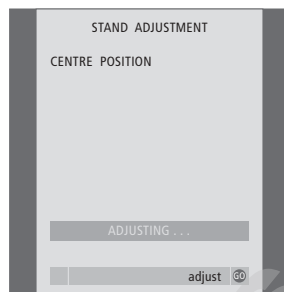 STAND ADJUSTMENT
CENTRE POSITION
ADJUSTING . . .
adjust GO